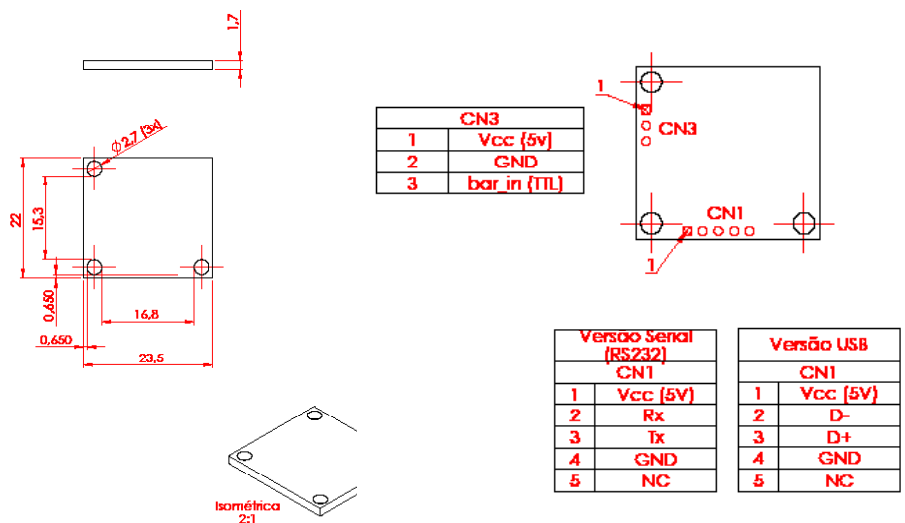 1,7
ϕ2,7 (3x)
22
15,3
0,650
16,8
0,650
23,5
Isométrica
2:1
CN3
1 Vcc (5v)
2 GND
3 bar_in (TTL)
1
CN3
CN1
1
Versão Serial
(RS232)
CN1
1 Vcc (5V)
2 Rx
3 Tx
4 GND
5 NC
Versão USB
CN1
1 Vcc (5V)
2 D-
3 D+
4 GND
5 NC